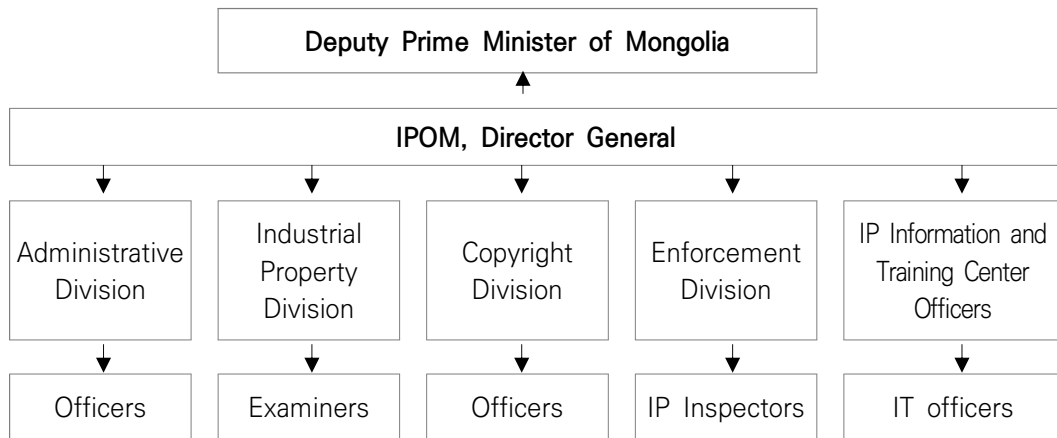 Deputy Prime Minister of Mongolia
IPOM, Director General
Administrative
Division
Industrial
Property
Division
Copyright
Division
Enforcement
Division
IP Information and
Training Center
Officers
Officers
Examiners
Officers
IP Inspectors
IT officers